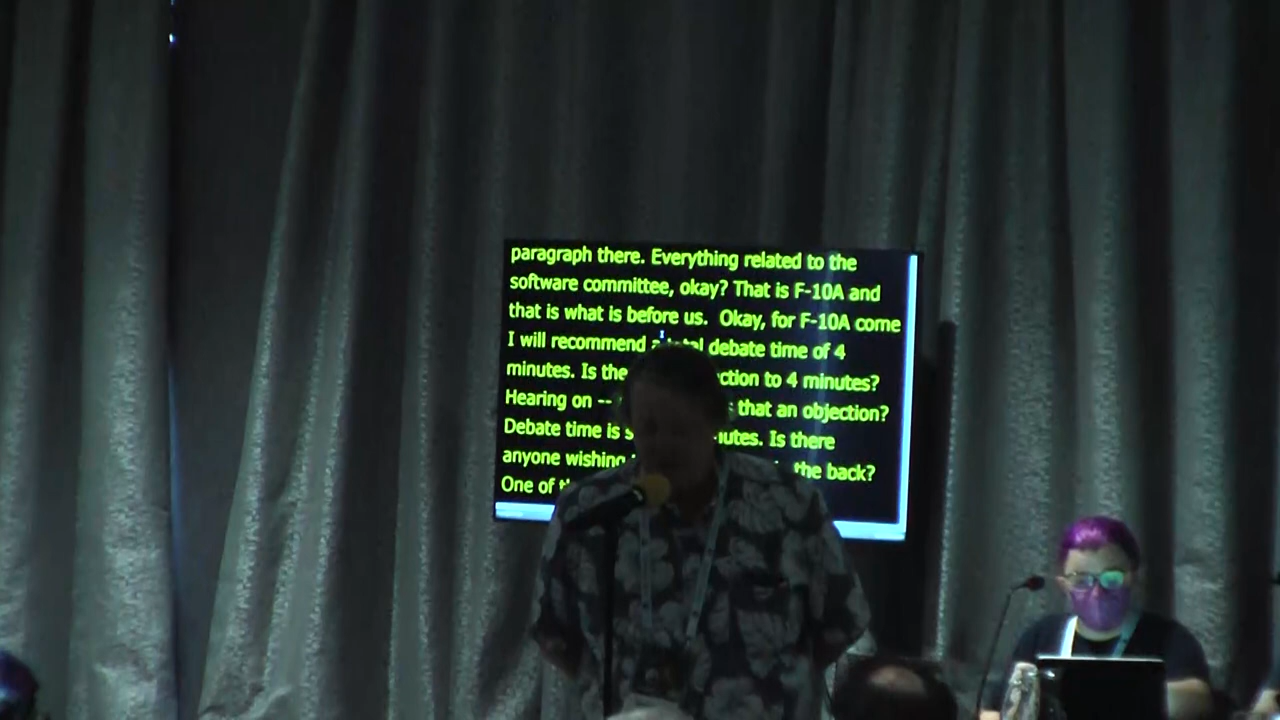 paragraph there. Everything related to the
software committee, okay? That is F-10A and
that is what is before us. Okay, for F-10A come
I will recommend a total debate time of 4
minutes. Is the ction to 4 minutes?
Hearing on -- that an objection?
Debate time is utes. Is there
anyone wishing the back?
One of